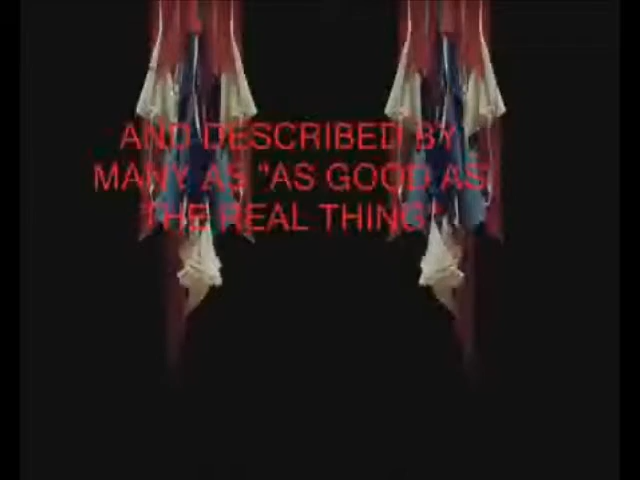 AND DESCRIBED BY
MANY AS "AS GOOD AS
THE REAL THING"